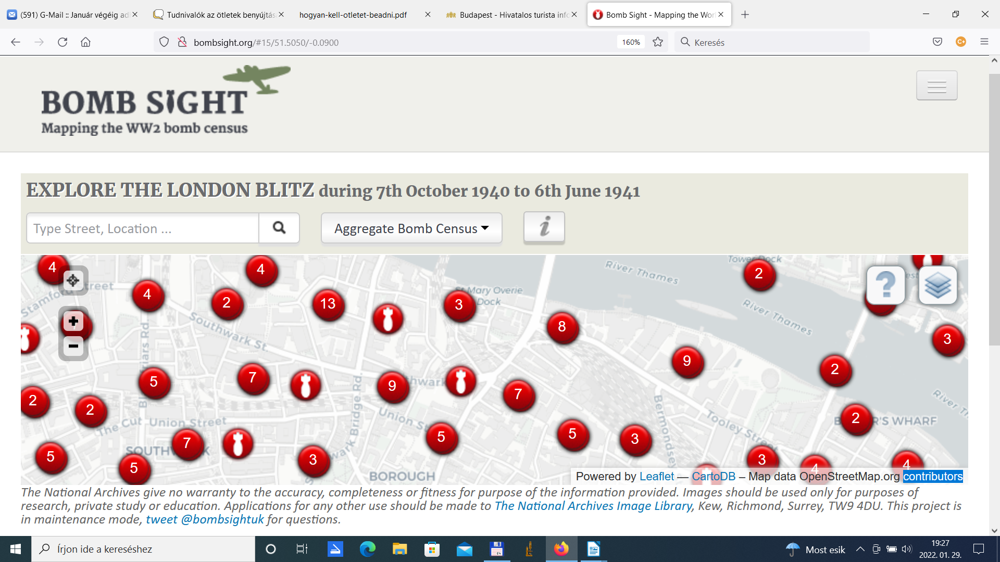 (591) G-Mail :: Január végéig adh
Tudnivalók az ötletek benyújtás
hogyan-kell-otletet-beadni.pdf
Budapest - Hivatalos turista info
Bomb Sight - Mapping the Worl
bombsight.org/#15/51.5050/-0.0900
160%
Keresés
BOMB SIGHT
Mapping the WW2 bomb census
EXPLORE THE LONDON BLITZ during 7th October 1940 to 6th June 1941
Type Street, Location ...
Aggregate Bomb Census
i
4
4
Tower Dock
2
River Thames
?
Stamford Street
4
2
13
St Mary Overie
Dock
3
River Thames
+
−
Southwark St.
8
3
9
2
5
7
9
7
2
2
River Th
Union Street
The Cut
Union St
Tooley Street
2
5
5
3
7
SOUTHWARK
5
5
3
3
4
4
BOROUGH
Bermondsey
Powered by Leaflet — CartoDB – Map data OpenStreetMap.org contributors
The National Archives give no warranty to the accuracy, completeness or fitness for purpose of the information provided. Images should be used only for purposes of
research, private study or education. Applications for any other use should be made to The National Archives Image Library, Kew, Richmond, Surrey, TW9 4DU. This project is
in maintenance mode, tweet @bombsightuk for questions.
Írjon ide a kereséshez
64
Most esik
19:27
2022. 01. 29.